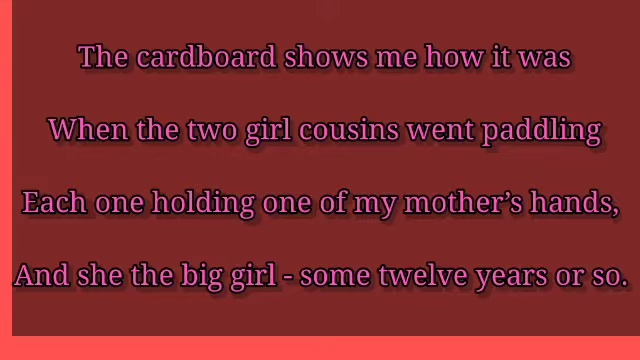 The cardboard shows me how it was
When the two girl cousins went paddling
Each one holding one of my mother’s hands,
And she the big girl - some twelve years or so.